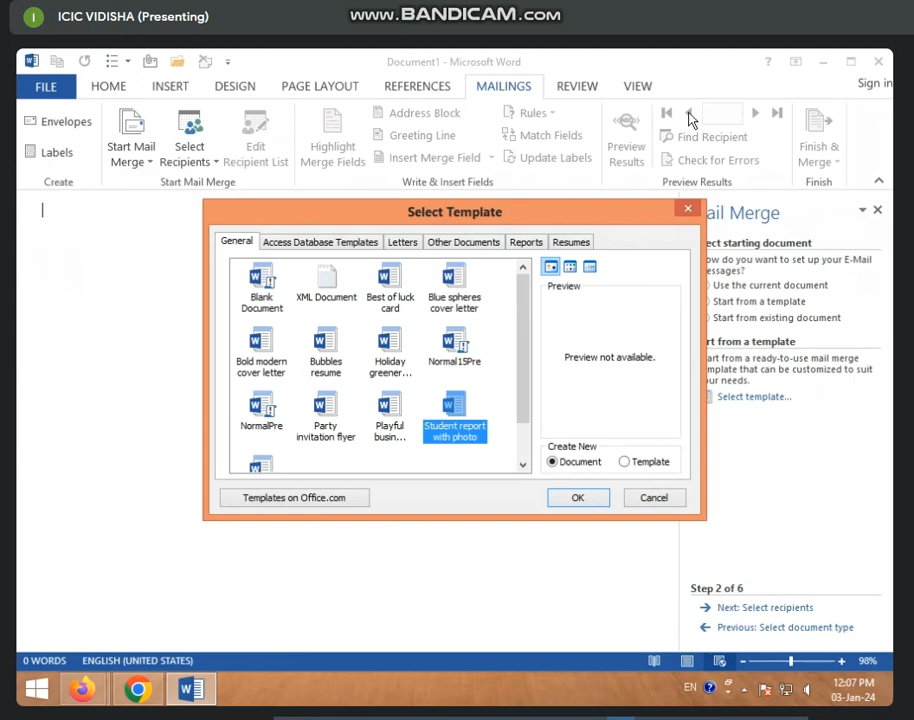 I
ICIC VIDISHA (Presenting)
www.BANDICAM.com
Document1 - Microsoft Word
?
FILE
HOME
INSERT
DESIGN
PAGE LAYOUT
REFERENCES
MAILINGS
REVIEW
VIEW
Sign in
Envelopes
Labels
Create
Start Mail
Merge
Select
Recipients
Edit
Recipient List
Start Mail Merge
Highlight
Merge Fields
Address Block
Greeting Line
Insert Merge Field
Rules
Match Fields
Update Labels
Write & Insert Fields
Preview
Results
Find Recipient
Check for Errors
Preview Results
Finish &
Merge
Finish
Select Template
General
Access Database Templates
Letters
Other Documents
Reports
Resumes
Blank
Document
XML Document
Best of luck
card
Blue spheres
cover letter
Bold modern
cover letter
Bubbles
resume
Holiday
greener...
Normal15Pre
NormalPre
Party
invitation flyer
Playful
busin...
Student report
with photo
Preview
Preview not available.
Create New
Document
Template
Templates on Office.com
OK
Cancel
ail Merge
ect starting document
ow do you want to set up your E-Mail
essages?
Use the current document
Start from a template
Start from existing document
art from a template
art from a ready-to-use mail merge
emplate that can be customized to suit
our needs.
Select template...
Step 2 of 6
Next: Select recipients
Previous: Select document type
0 WORDS
ENGLISH (UNITED STATES)
98%
EN
12:07 PM
03-Jan-24